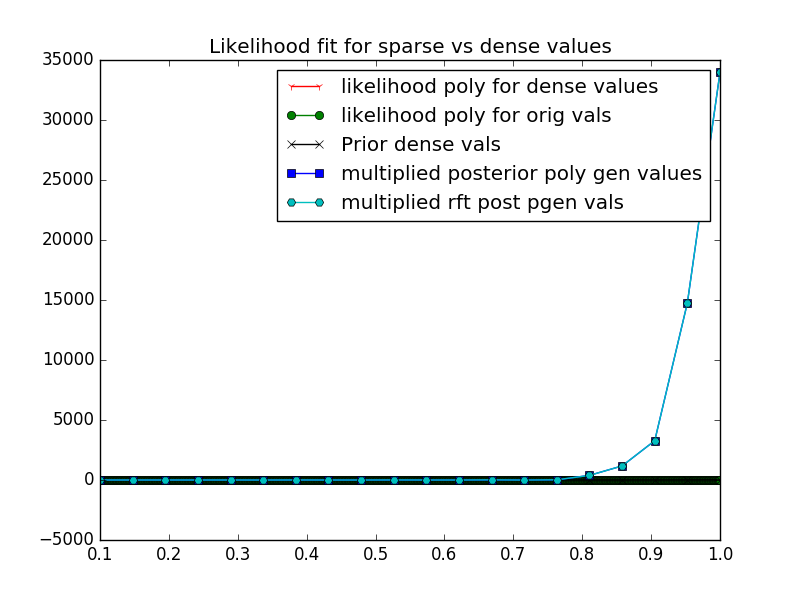 Likelihood fit for sparse vs dense values
35000
30000
25000
20000
15000
10000
5000
0
−5000
likelihood poly for dense values
likelihood poly for orig vals
Prior dense vals
multiplied posterior poly gen values
multiplied rft post pgen vals
0.1 0.2 0.3 0.4 0.5 0.6 0.7 0.8 0.9 1.0